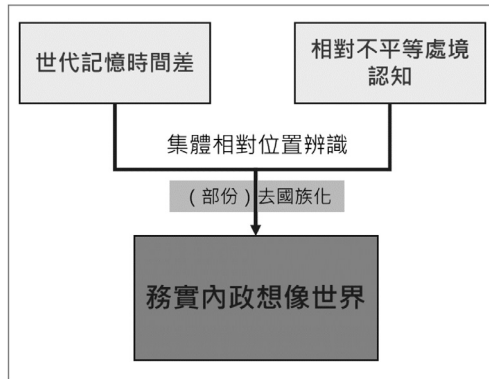 世代記憶時間差
相對不平等處境
認知
集體相對位置辨識
（部份）去國族化
務實內政想像世界